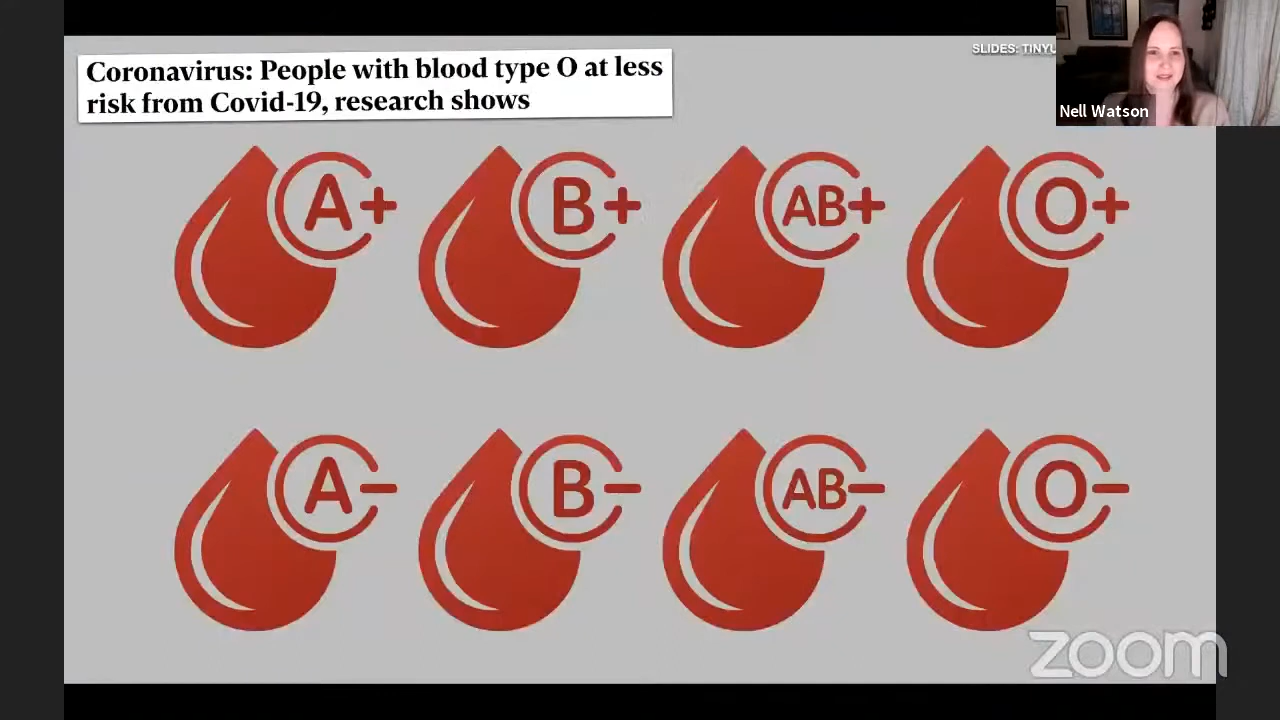 Coronavirus: People with blood type O at less
risk from Covid-19, research shows
SLIDES:
Nell Watson
A+
B+
AB+
O+
A-
B-
AB-
O-
zoom